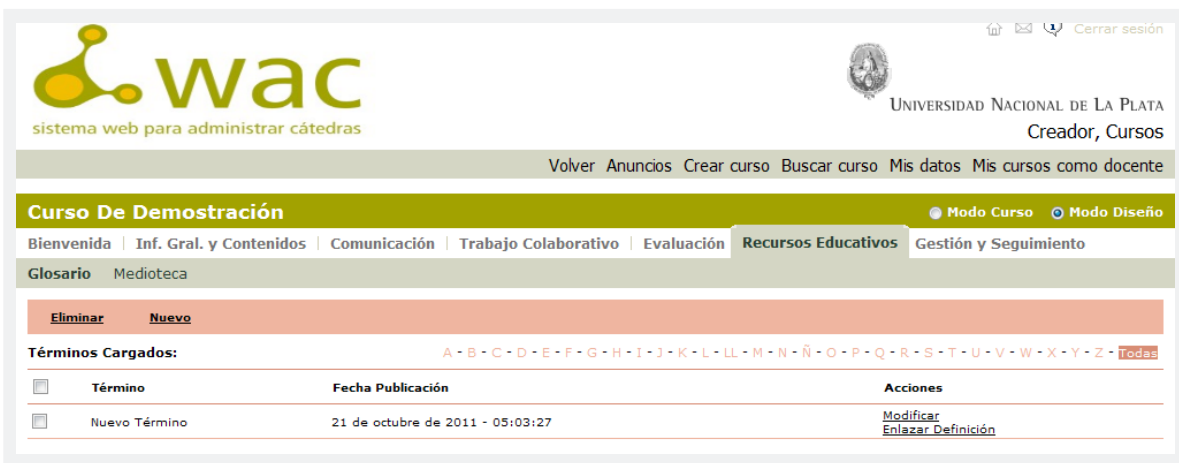 Cerrar sesión
wac
sistema web para administrar cátedras
UNIVERSIDAD NACIONAL DE LA PLATA
Creador, Cursos
Volver Anuncios Crear curso Buscar curso Mis datos Mis cursos como docente
Curso De Demostración Modo Curso Modo Diseño
Bienvenida | Inf. Gral. y Contenidos | Comunicación | Trabajo Colaborativo | Evaluación Recursos Educativos Gestión y Seguimiento
Glosario Medioteca
Eliminar Nuevo
Términos Cargados: A - B - C - D - E - F - G - H - I - J - K - L - LL - M - N - Ñ - O - P - Q - R - S - T - U - V - W - X - Y - Z - Todas
Término Fecha Publicación Acciones
Nuevo Término 21 de octubre de 2011 - 05:03:27 Modificar
Enlazar Definición